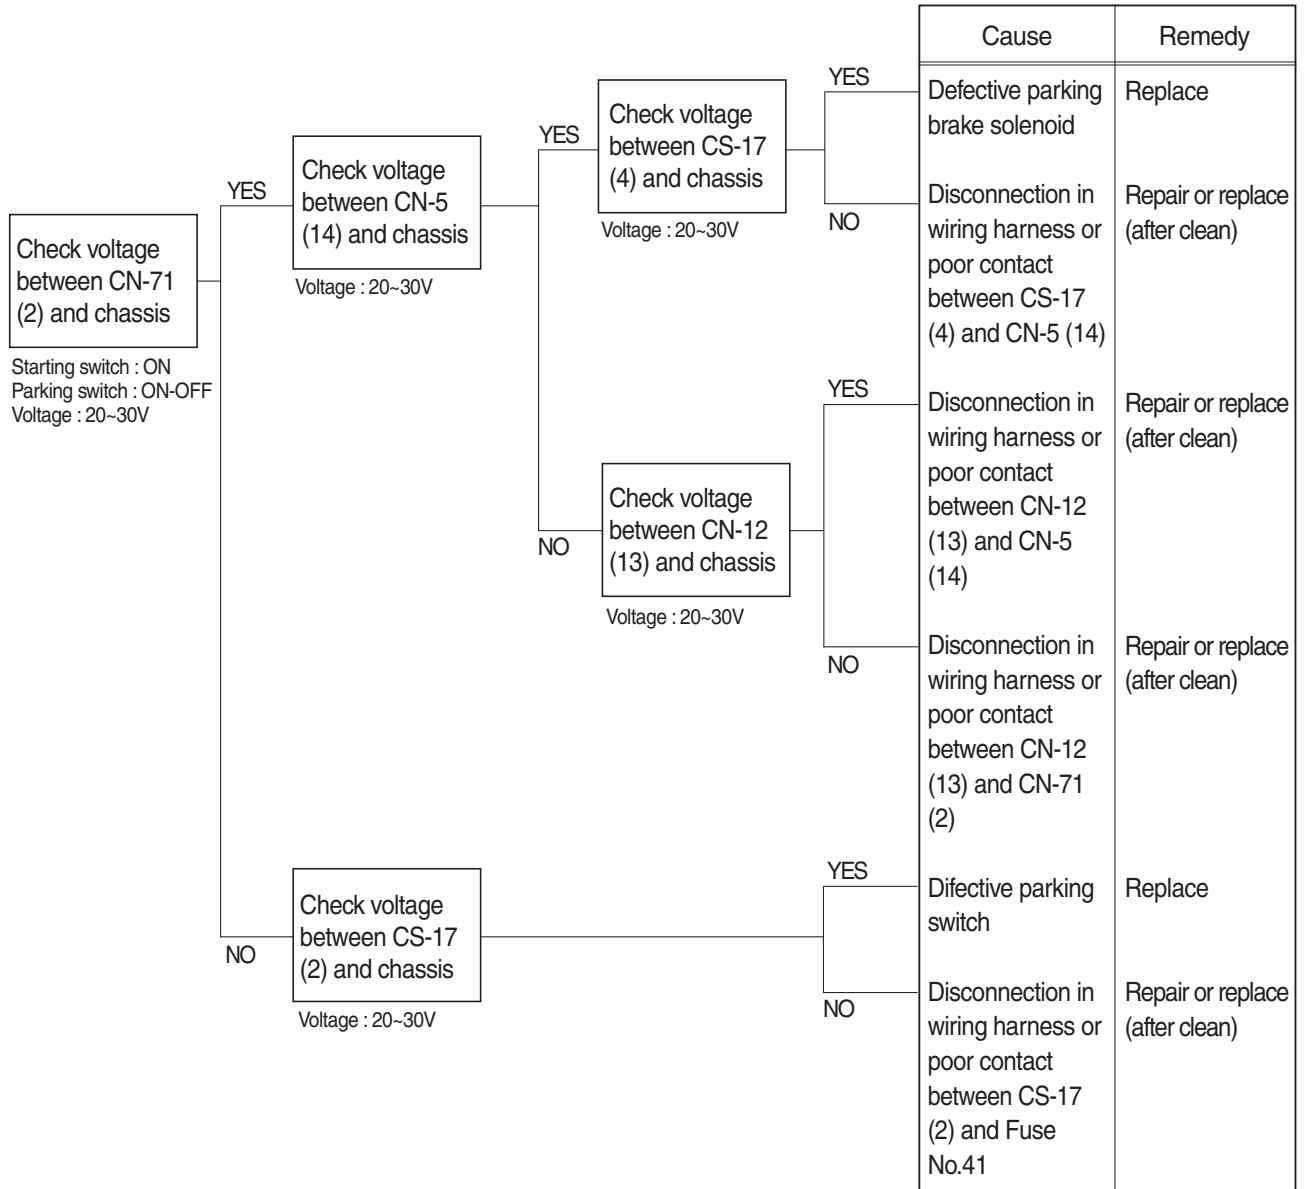 Cause
Remedy
Check voltage
between CN-71
(2) and chassis
Starting switch : ON
Parking switch : ON-OFF
Voltage : 20~30V
YES
Check voltage
between CN-5
(14) and chassis
Voltage : 20~30V
YES
Check voltage
between CS-17
(4) and chassis
Voltage : 20~30V
YES
Defective parking
brake solenoid
Replace
NO
Disconnection in
wiring harness or
poor contact
between CS-17
(4) and CN-5 (14)
Repair or replace
(after clean)
NO
Check voltage
between CN-12
(13) and chassis
Voltage : 20~30V
YES
Disconnection in
wiring harness or
poor contact
between CN-12
(13) and CN-5
(14)
Repair or replace
(after clean)
NO
Disconnection in
wiring harness or
poor contact
between CN-12
(13) and CN-71
(2)
Repair or replace
(after clean)
NO
Check voltage
between CS-17
(2) and chassis
Voltage : 20~30V
YES
Difective parking
switch
Replace
NO
Disconnection in
wiring harness or
poor contact
between CS-17
(2) and Fuse
No.41
Repair or replace
(after clean)